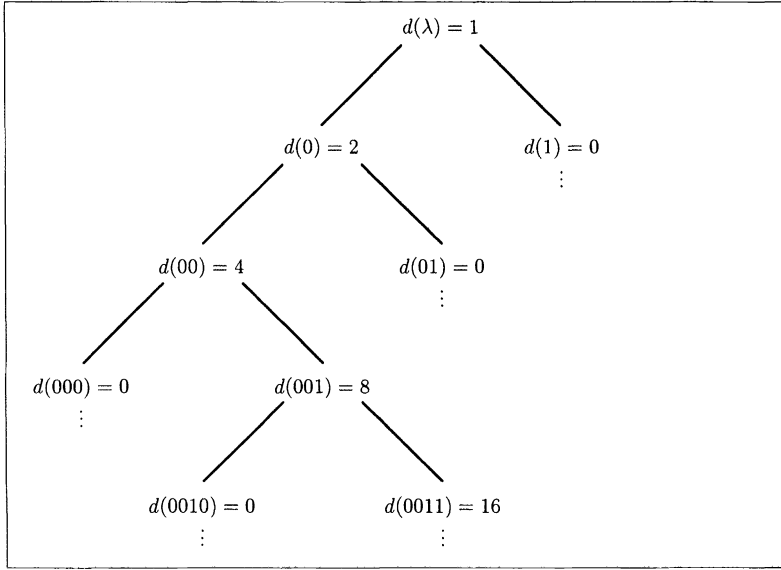 d(λ) = 1
d(0) = 2
d(1) = 0
⋮
d(00) = 4
d(01) = 0
⋮
d(000) = 0
⋮
d(001) = 8
d(0010) = 0
⋮
d(0011) = 16
⋮